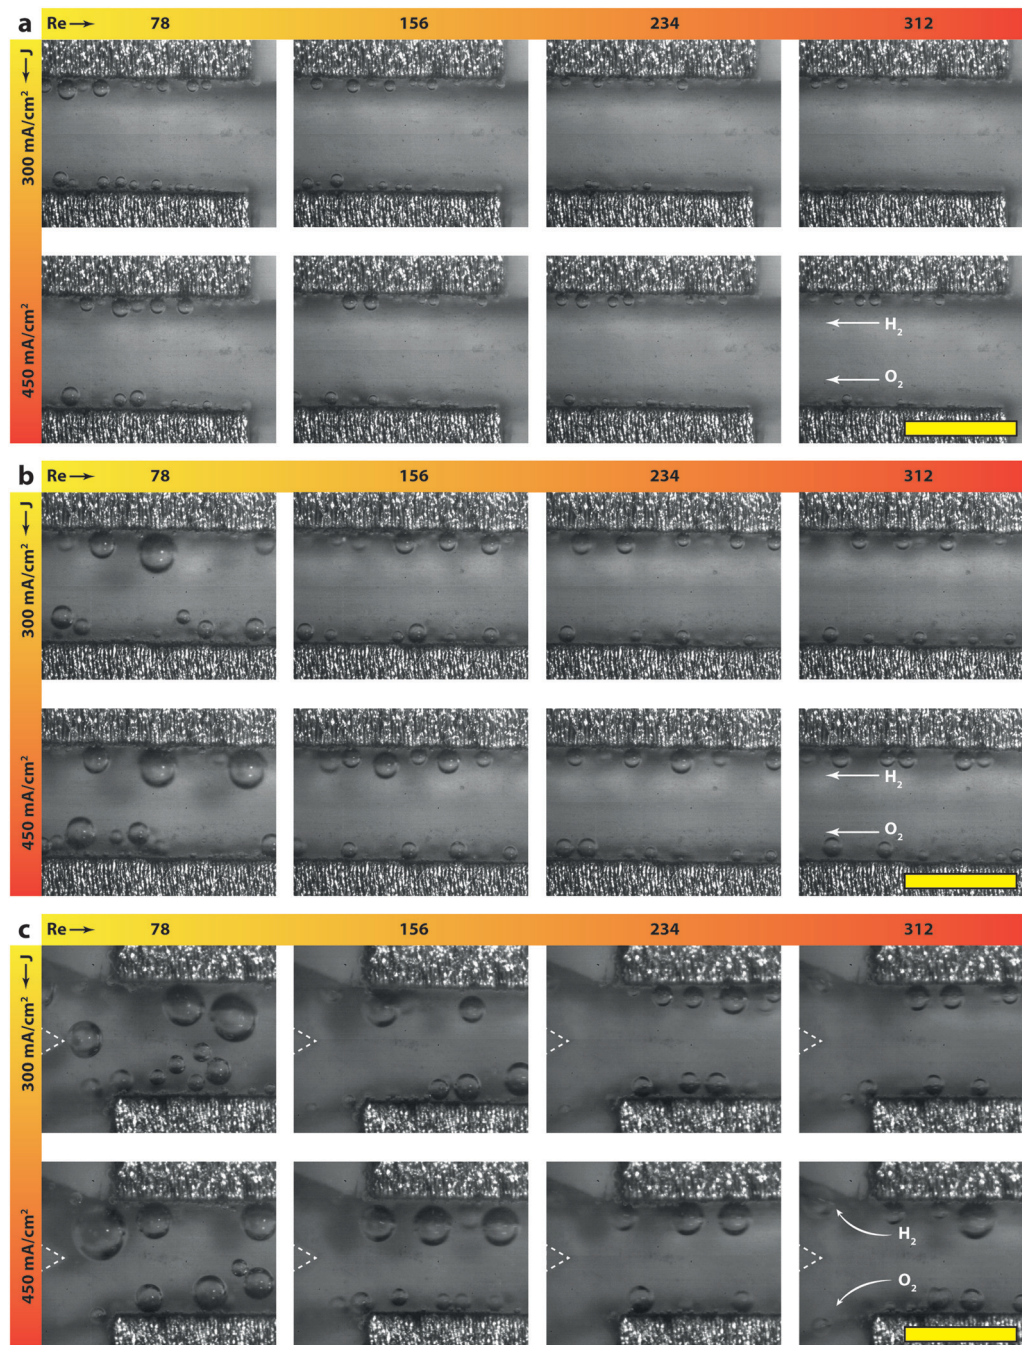 a
Re→ 78 156 234 312
J→
300 mA/cm²
450 mA/cm²
H₂
O₂
b
Re→ 78 156 234 312
J→
300 mA/cm²
450 mA/cm²
H₂
O₂
c
Re→ 78 156 234 312
J→
300 mA/cm²
450 mA/cm²
H₂
O₂